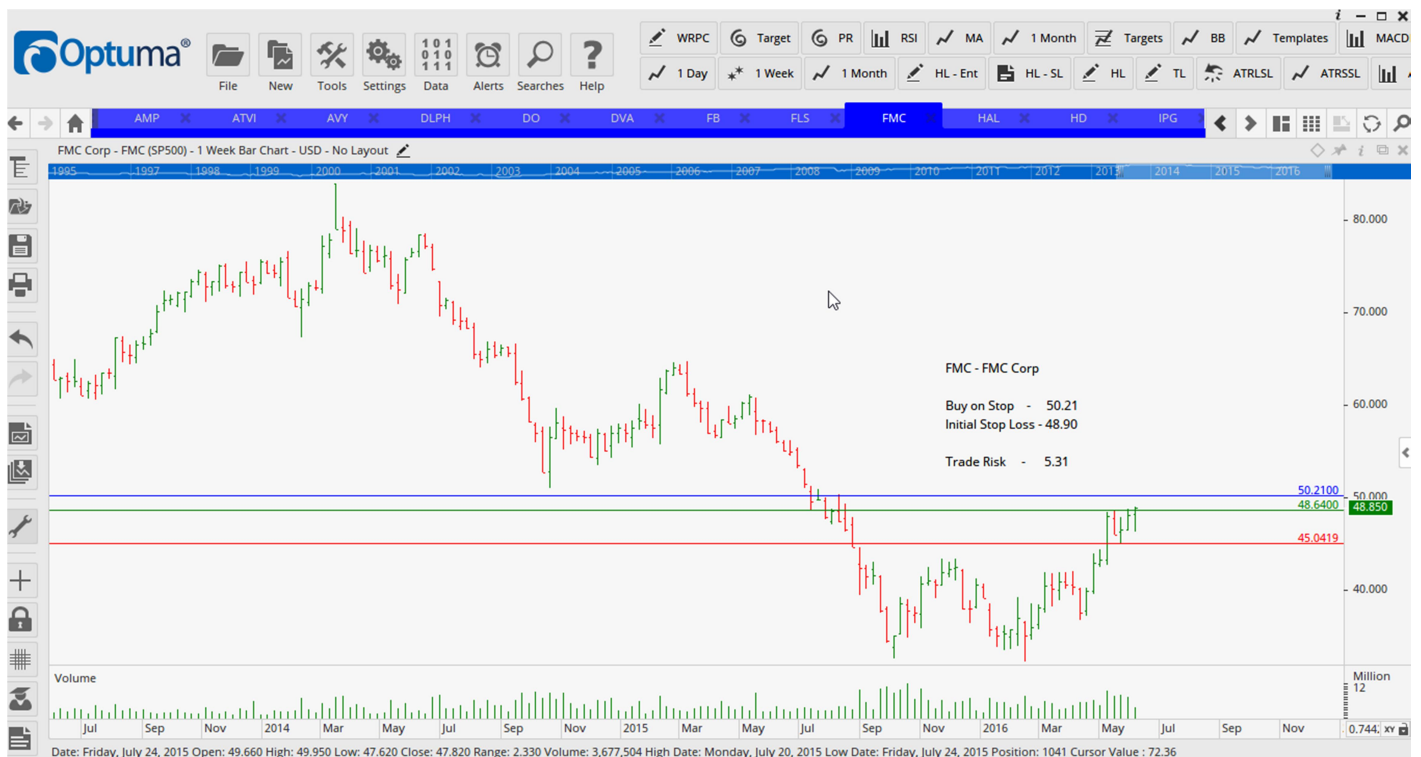 Optuma®
File New Tools Settings Data Alerts Searches Help
101
010
111
WRPC Target PR RSI MA 1 Month Targets BB Templates MACD
1 Day 1 Week 1 Month HL - Ent HL - SL HL TL ATRLSL ATRSSL
AMP ATVI AVY DLPH DO DVA FB FLS FMC HAL HD IPG
FMC Corp - FMC (SP500) - 1 Week Bar Chart - USD - No Layout
1995 1997 1998 1999 2000 2001 2002 2003 2004 2005 2006 2007 2008 2009 2010 2011 2012 2013 2014 2015 2016
80.000
70.000
FMC - FMC Corp
60.000
Buy on Stop - 50.21
Initial Stop Loss - 48.90
Trade Risk - 5.31
50.2100
50.000
48.6400
48.850
45.0419
40.000
Volume
Million
12
Jul Sep Nov 2014 Mar May Jul Sep Nov 2015 Mar May Jul Sep Nov 2016 Mar May Jul Sep Nov
0.744 XY
Date: Friday, July 24, 2015 Open: 49.660 High: 49.950 Low: 47.620 Close: 47.820 Range: 2.330 Volume: 3,677,504 High Date: Monday, July 20, 2015 Low Date: Friday, July 24, 2015 Position: 1041 Cursor Value : 72.36